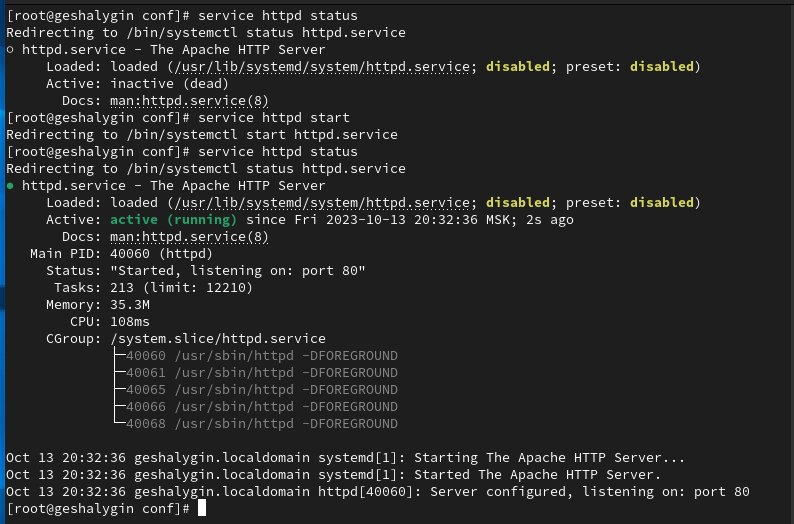 [root@geshalygin conf]# service httpd status
Redirecting to /bin/systemctl status httpd.service
○ httpd.service - The Apache HTTP Server
     Loaded: loaded (/usr/lib/systemd/system/httpd.service; disabled; preset: disabled)
     Active: inactive (dead)
       Docs: man:httpd.service(8)
[root@geshalygin conf]# service httpd start
Redirecting to /bin/systemctl start httpd.service
[root@geshalygin conf]# service httpd status
Redirecting to /bin/systemctl status httpd.service
● httpd.service - The Apache HTTP Server
     Loaded: loaded (/usr/lib/systemd/system/httpd.service; disabled; preset: disabled)
     Active: active (running) since Fri 2023-10-13 20:32:36 MSK; 2s ago
       Docs: man:httpd.service(8)
   Main PID: 40060 (httpd)
     Status: "Started, listening on: port 80"
      Tasks: 213 (limit: 12210)
     Memory: 35.3M
        CPU: 108ms
     CGroup: /system.slice/httpd.service
             ├─40060 /usr/sbin/httpd -DFOREGROUND
             ├─40061 /usr/sbin/httpd -DFOREGROUND
             ├─40065 /usr/sbin/httpd -DFOREGROUND
             ├─40066 /usr/sbin/httpd -DFOREGROUND
             └─40068 /usr/sbin/httpd -DFOREGROUND

Oct 13 20:32:36 geshalygin.localdomain systemd[1]: Starting The Apache HTTP Server...
Oct 13 20:32:36 geshalygin.localdomain systemd[1]: Started The Apache HTTP Server.
Oct 13 20:32:36 geshalygin.localdomain httpd[40060]: Server configured, listening on: port 80
[root@geshalygin conf]#